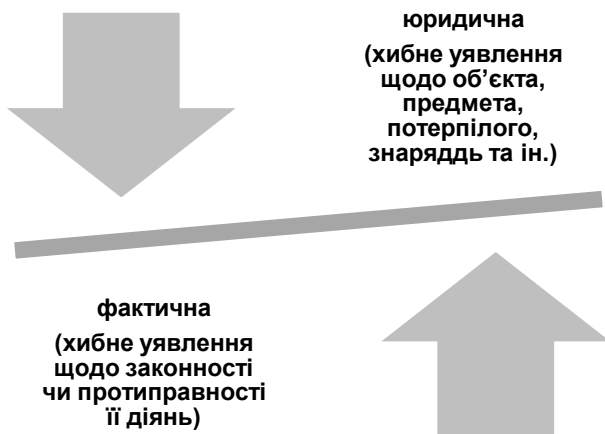 юридична
(хибне уявлення
щодо об’єкта,
предмета,
потерпілого,
знаряддь та ін.)
фактична
(хибне уявлення
щодо законності
чи протиправності
її діянь)